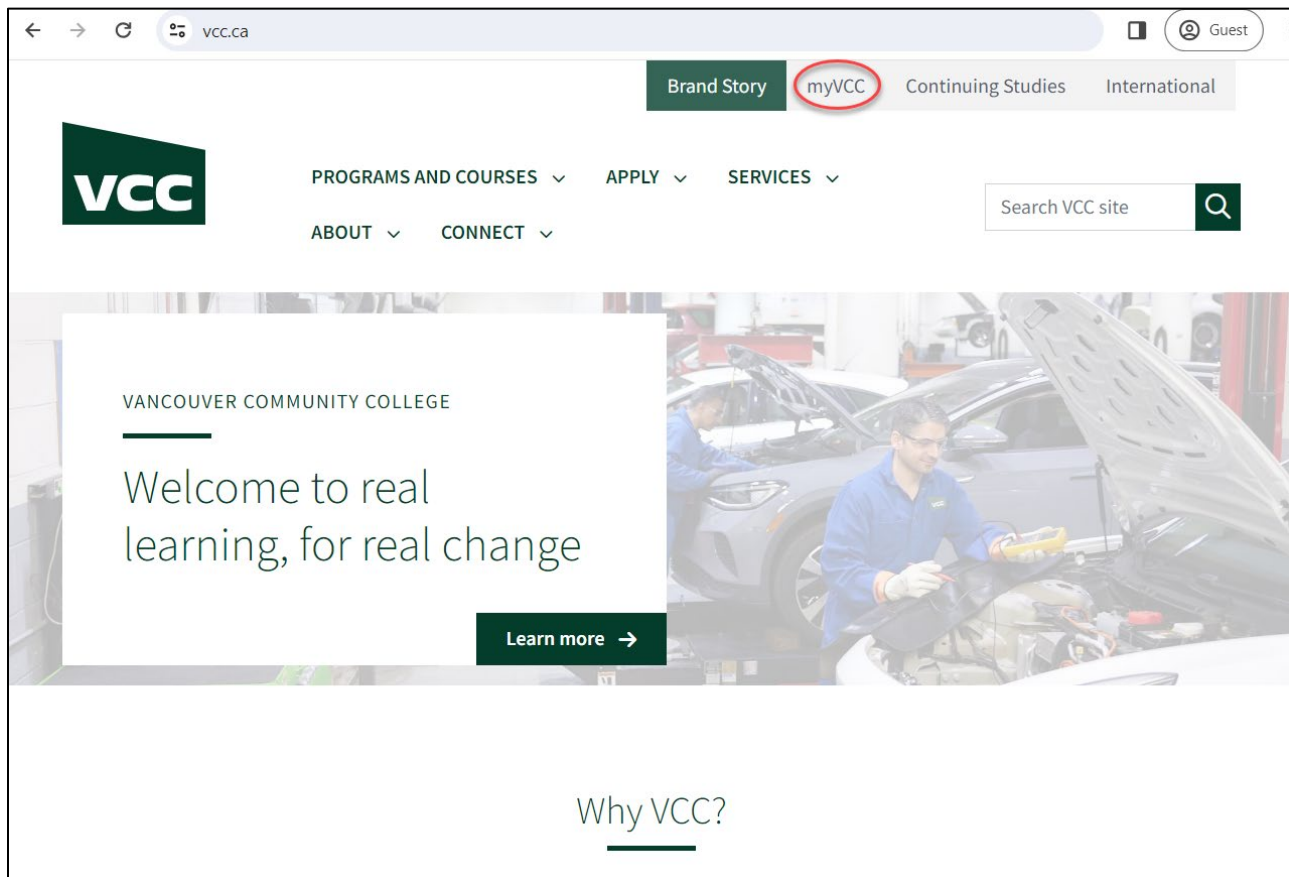 vcc.ca
Guest
Brand Story myVCC Continuing Studies International
VCC
PROGRAMS AND COURSES APPLY SERVICES
ABOUT CONNECT
Search VCC site
VANCOUVER COMMUNITY COLLEGE
Welcome to real
learning, for real change
Learn more →
Why VCC?